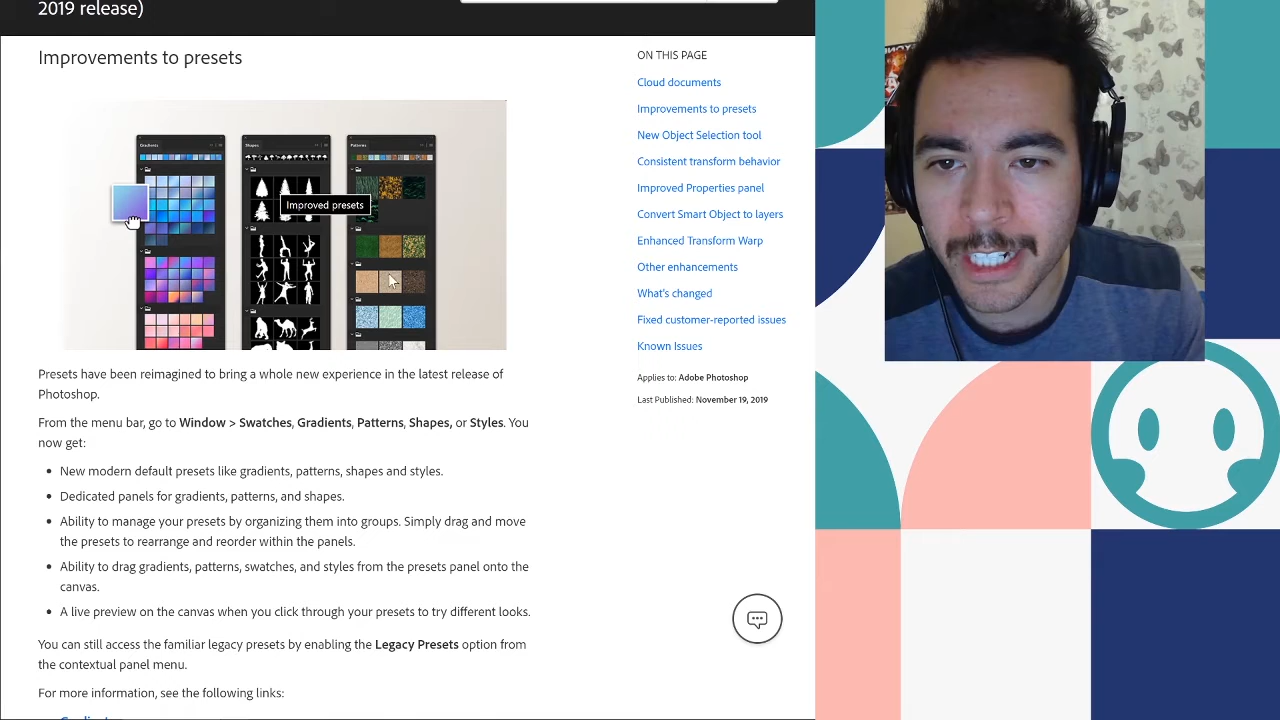 2019 release)
Improvements to presets
Gradients
Shapes
Patterns
Improved presets
Presets have been reimagined to bring a whole new experience in the latest release of
Photoshop.
From the menu bar, go to Window > Swatches, Gradients, Patterns, Shapes, or Styles. You
now get:
New modern default presets like gradients, patterns, shapes and styles.
Dedicated panels for gradients, patterns, and shapes.
Ability to manage your presets by organizing them into groups. Simply drag and move
the presets to rearrange and reorder within the panels.
Ability to drag gradients, patterns, swatches, and styles from the presets panel onto the
canvas.
A live preview on the canvas when you click through your presets to try different looks.
You can still access the familiar legacy presets by enabling the Legacy Presets option from
the contextual panel menu.
For more information, see the following links:
ON THIS PAGE
Cloud documents
Improvements to presets
New Object Selection tool
Consistent transform behavior
Improved Properties panel
Convert Smart Object to layers
Enhanced Transform Warp
Other enhancements
What's changed
Fixed customer-reported issues
Known Issues
Applies to: Adobe Photoshop
Last Published: November 19, 2019